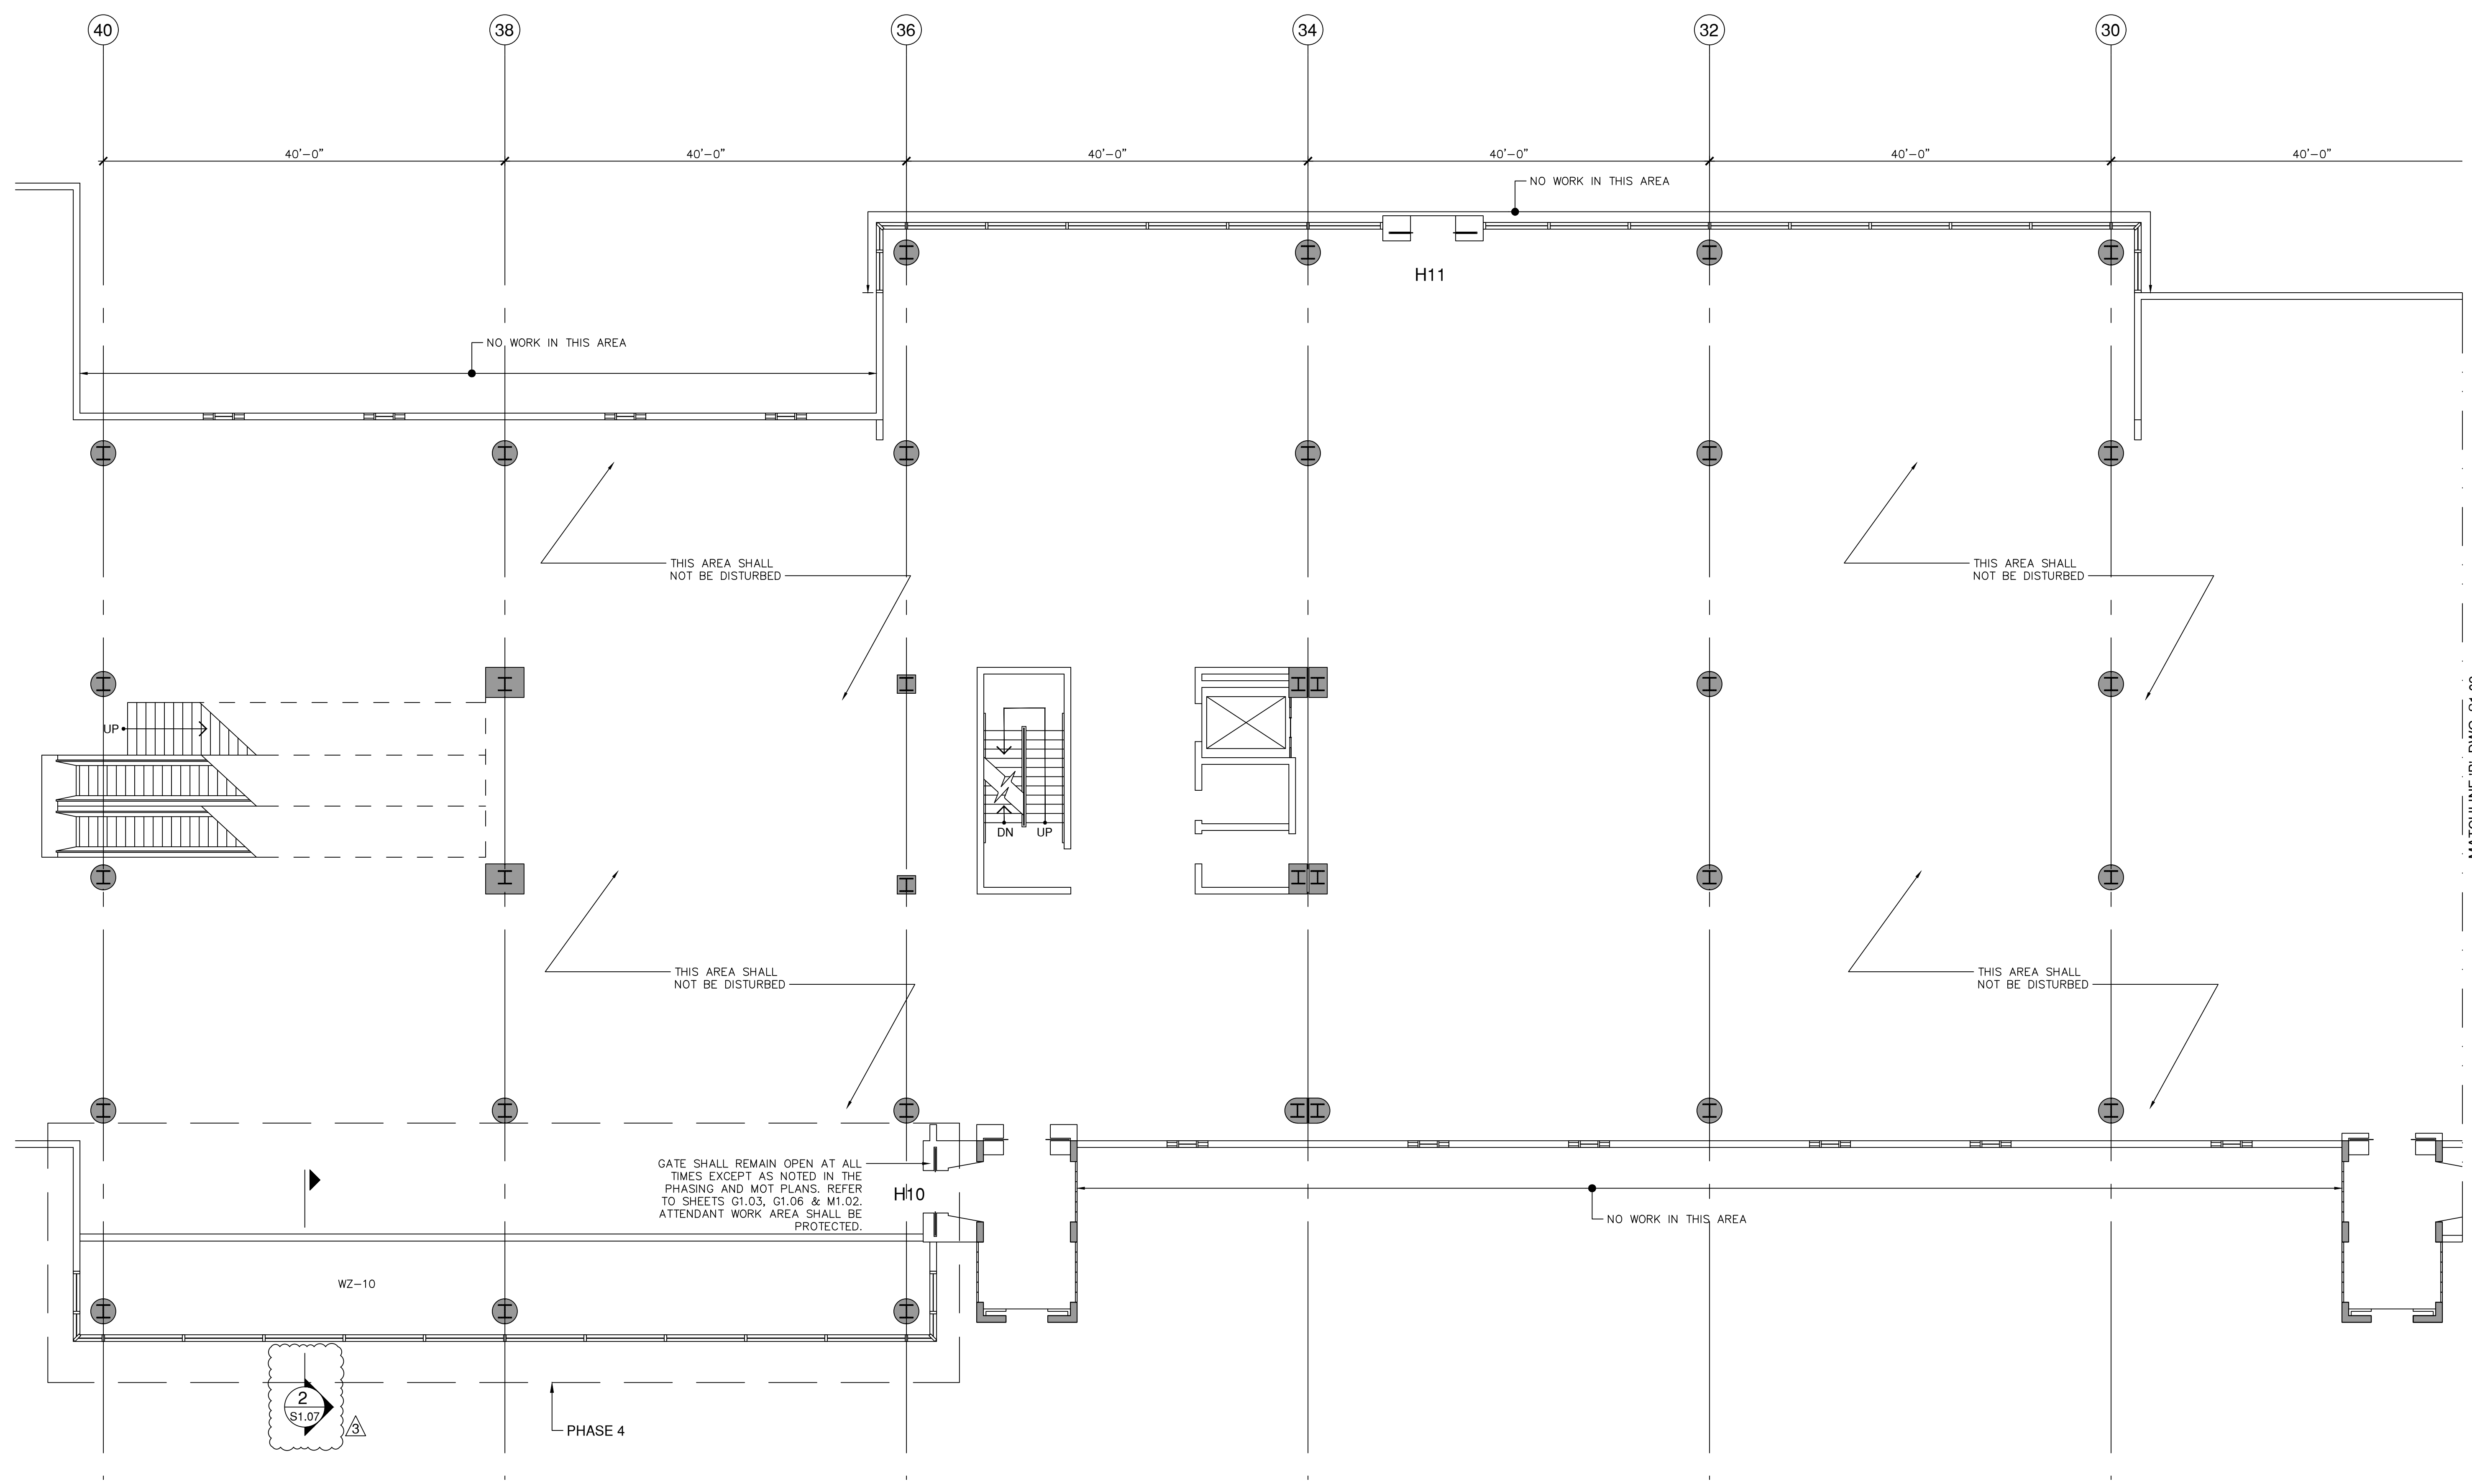 40
38
36
34
32
30
40'-0"
40'-0"
40'-0"
40'-0"
40'-0"
40'-0"
NO WORK IN THIS AREA
H11
NO WORK IN THIS AREA
THIS AREA SHALL
NOT BE DISTURBED
THIS AREA SHALL
NOT BE DISTURBED
UP
DN
UP
THIS AREA SHALL
NOT BE DISTURBED
THIS AREA SHALL
NOT BE DISTURBED
GATE SHALL REMAIN OPEN AT ALL
TIMES EXCEPT AS NOTED IN THE
PHASING AND MOT PLANS. REFER
TO SHEETS G1.03, G1.06 & M1.02.
ATTENDANT WORK AREA SHALL BE
PROTECTED.
H10
NO WORK IN THIS AREA
WZ-10
2
S1.07
3
PHASE 4